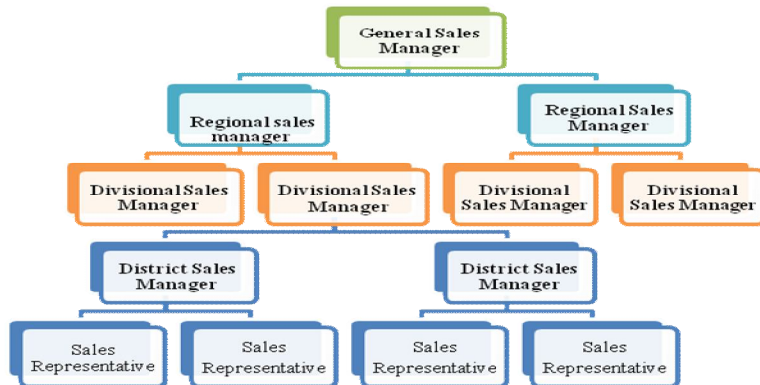 General Sales
Manager
Regional sales
manager
Regional Sales
Manager
Divisional Sales
Manager
Divisional Sales
Manager
Divisional
Sales Manager
Divisional
Sales Manager
District Sales
Manager
District Sales
Manager
Sales
Representative
Sales
Representative
Sales
Representative
Sales
Representative